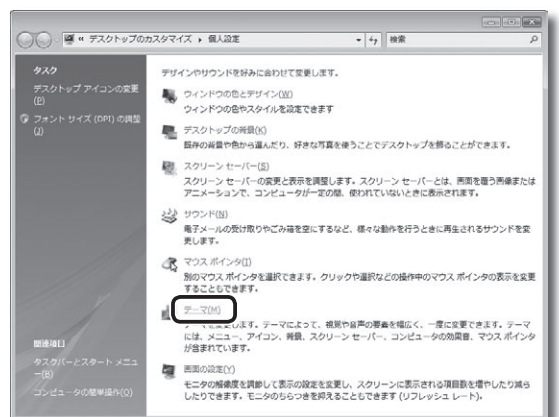 « デスクトップのカスタマイズ ▸ 個人設定
検索
タスク
デスクトップ アイコンの変更
(P)
フォント サイズ (DPI) の調整
(J)
関連項目
タスクバーとスタート メニュ
ー(B)
コンピュータの簡単操作(O)
デザインやサウンドを好みに合わせて変更します。
ウィンドウの色とデザイン(W)
ウィンドウの色やスタイルを設定できます
デスクトップの背景(K)
既存の背景や色から選んだり、好きな写真を使うことでデスクトップを飾ることができます。
スクリーン セーバー(S)
スクリーン セーバーの変更と表示を調整します。スクリーン セーバーとは、画面を覆う画像または
アニメーションで、コンピュータが一定の間、使われていないときに表示されます。
サウンド(N)
電子メールの受け取りやごみ箱を空にするなど、様々な動作を行うときに再生されるサウンドを変
更します。
マウス ポインタ(I)
別のマウス ポインタを選択できます。クリックや選択などの操作中のマウス ポインタの表示を変更
することもできます。
テーマ(M)
テーマを変更します。テーマによって、視覚や音声の要素を幅広く、一度に変更できます。テーマ
には、メニュー、アイコン、背景、スクリーン セーバー、コンピュータの効果音、マウス ポインタ
が含まれています。
画面の設定(Y)
モニタの解像度を調節して表示の設定を変更し、スクリーンに表示される項目数を増やしたり減ら
したりできます。モニタのちらつきを抑えることもできます (リフレッシュ レート)。